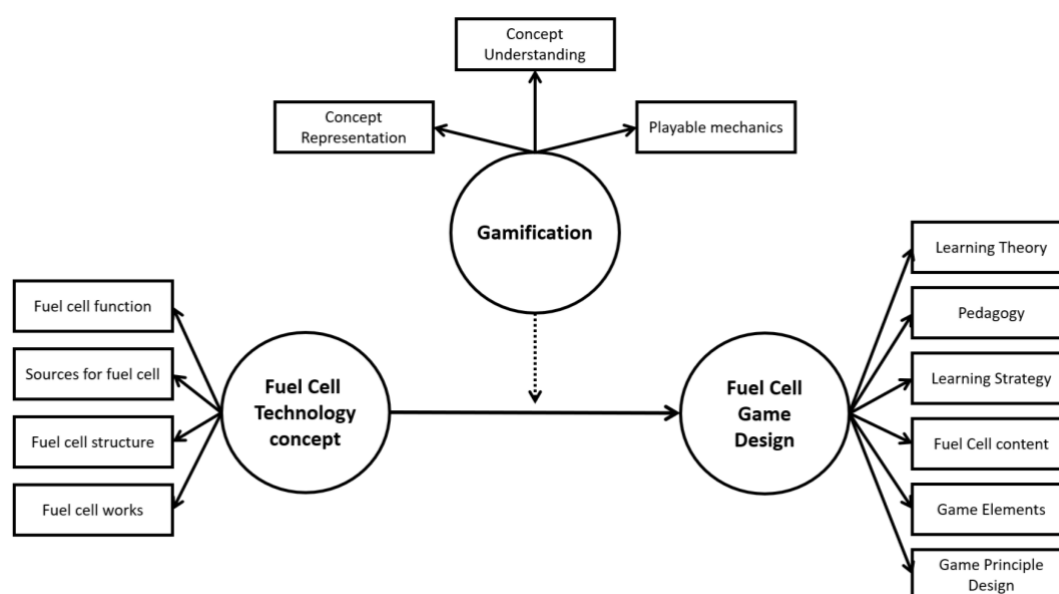 Concept
Understanding
Concept
Representation
Playable mechanics
Gamification
Fuel cell function
Sources for fuel cell
Fuel cell structure
Fuel cell works
Fuel Cell
Technology
concept
Fuel Cell
Game
Design
Learning Theory
Pedagogy
Learning Strategy
Fuel Cell content
Game Elements
Game Principle
Design